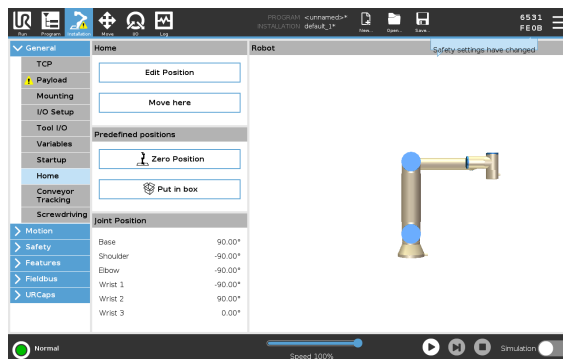 UR
Run
Program
Installation
Move
I/O
Log
PROGRAM <unnamed>*
INSTALLATION default_1*
New...
Open...
Save...
6531
FE0B
General
TCP
Payload
Mounting
I/O Setup
Tool I/O
Variables
Startup
Home
Conveyor
Tracking
Screwdriving
Motion
Safety
Features
Fieldbus
URCaps
Home
Edit Position
Move here
Predefined positions
Zero Position
Put in box
Joint Position
Base 90.00°
Shoulder -90.00°
Elbow -90.00°
Wrist 1 -90.00°
Wrist 2 90.00°
Wrist 3 0.00°
Robot
Safety settings have changed
Normal
Speed 100%
Simulation